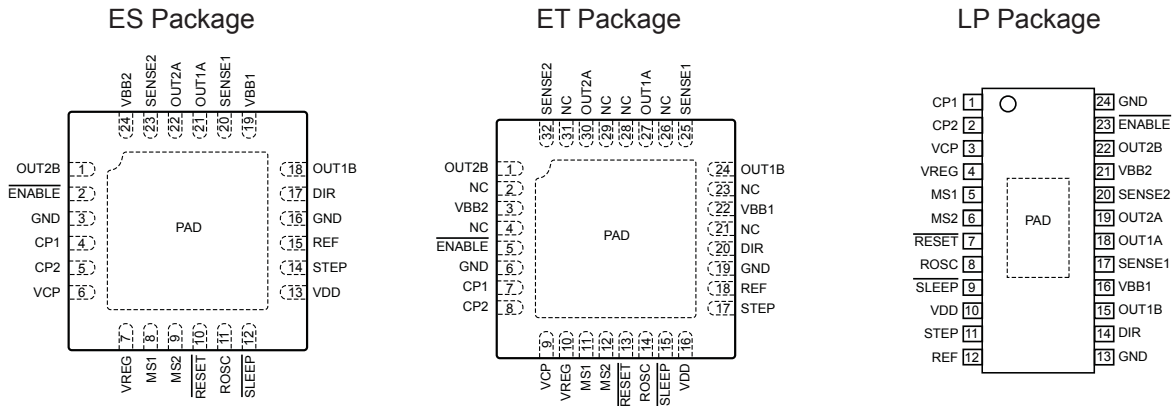 ES Package
24 VBB2
23 SENSE2
22 OUT2A
21 OUT1A
20 SENSE1
19 VBB1
OUT2B 1
ENABLE 2
GND 3
CP1 4
CP2 5
VCP 6
PAD
18 OUT1B
17 DIR
16 GND
15 REF
14 STEP
13 VDD
VREG 7
MS1 8
MS2 9
RESET 10
ROSC 11
SLEEP 12
ET Package
32 SENSE2
31 NC
30 OUT2A
29 NC
28 NC
27 OUT1A
26 NC
25 SENSE1
OUT2B 1
NC 2
VBB2 3
NC 4
ENABLE 5
GND 6
CP1 7
CP2 8
PAD
24 OUT1B
23 NC
22 VBB1
21 NC
20 DIR
19 GND
18 REF
17 STEP
VCP 9
VREG 10
MS1 11
MS2 12
RESET 13
ROSC 14
SLEEP 15
VDD 16
LP Package
CP1 1
CP2 2
VCP 3
VREG 4
MS1 5
MS2 6
RESET 7
ROSC 8
SLEEP 9
VDD 10
STEP 11
REF 12
PAD
24 GND
23 ENABLE
22 OUT2B
21 VBB2
20 SENSE2
19 OUT2A
18 OUT1A
17 SENSE1
16 VBB1
15 OUT1B
14 DIR
13 GND